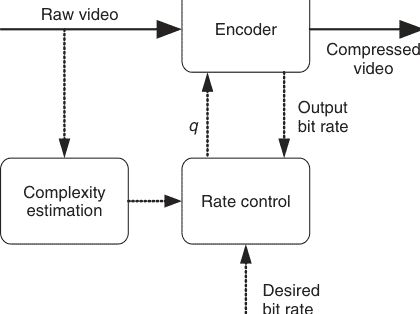 Raw video
Encoder
Compressed
video
Output
bit rate
q
Complexity
estimation
Rate control
Desired
bit rate